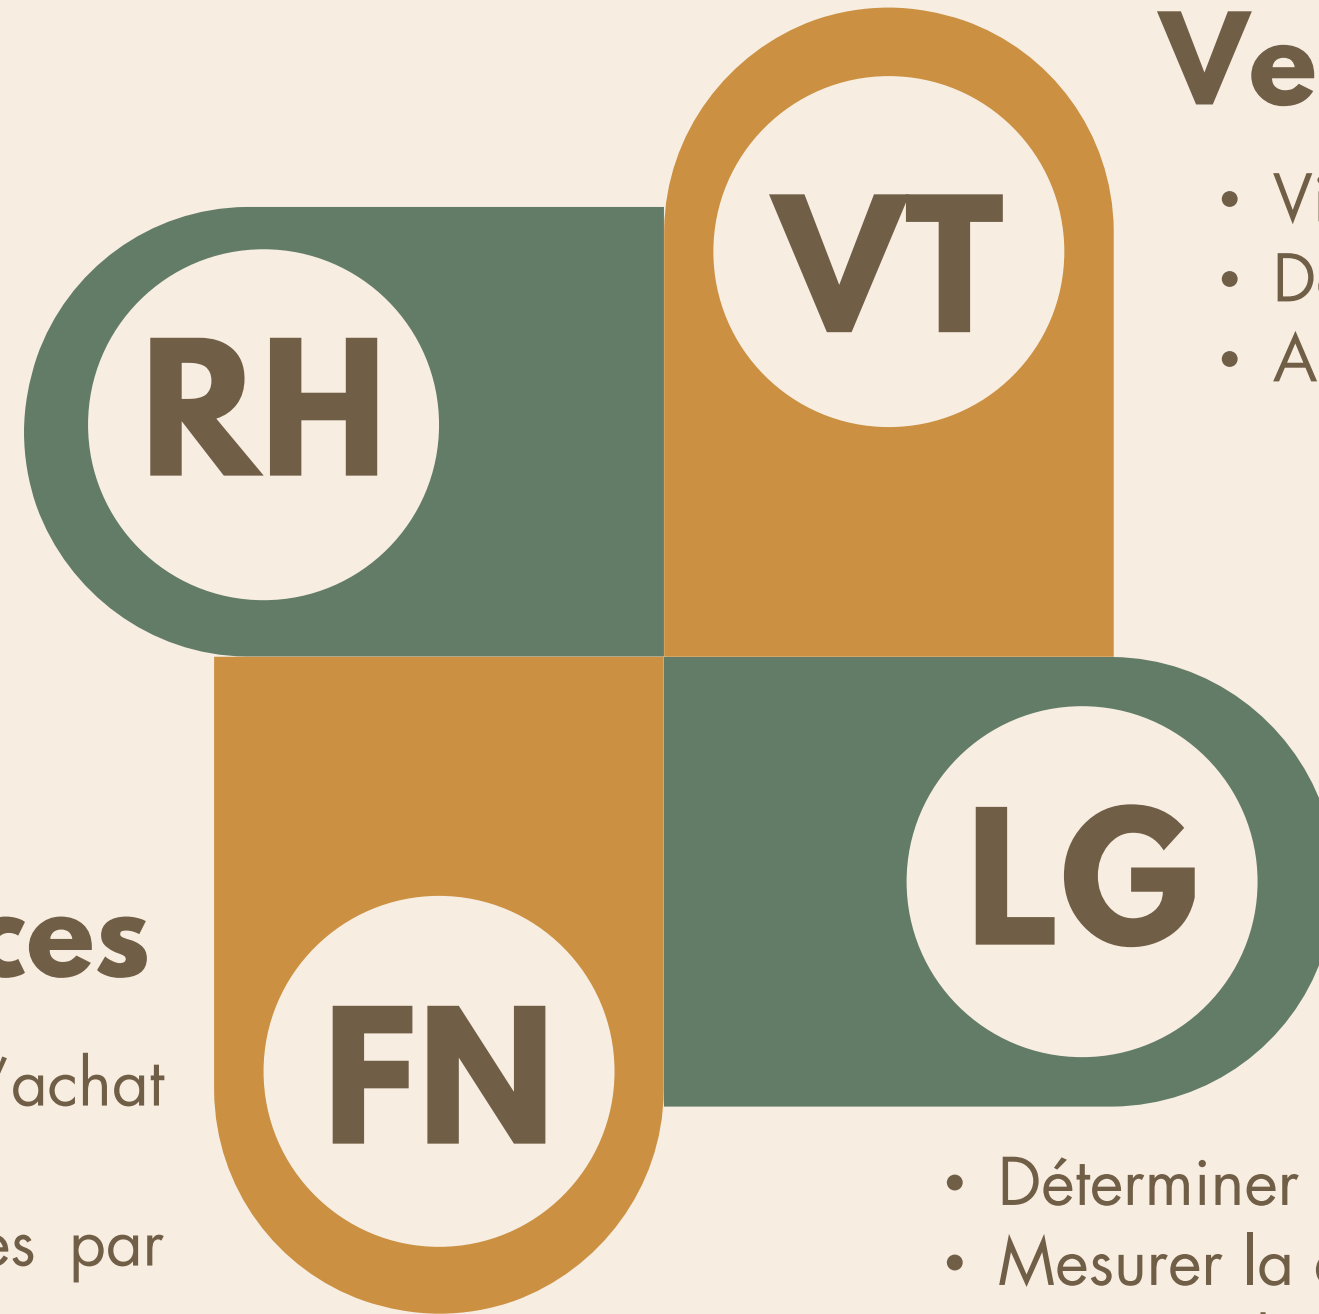 Ve
VT
RH
LG
ces
'achat
FN
es par
• Déterminer
• Mesurer la